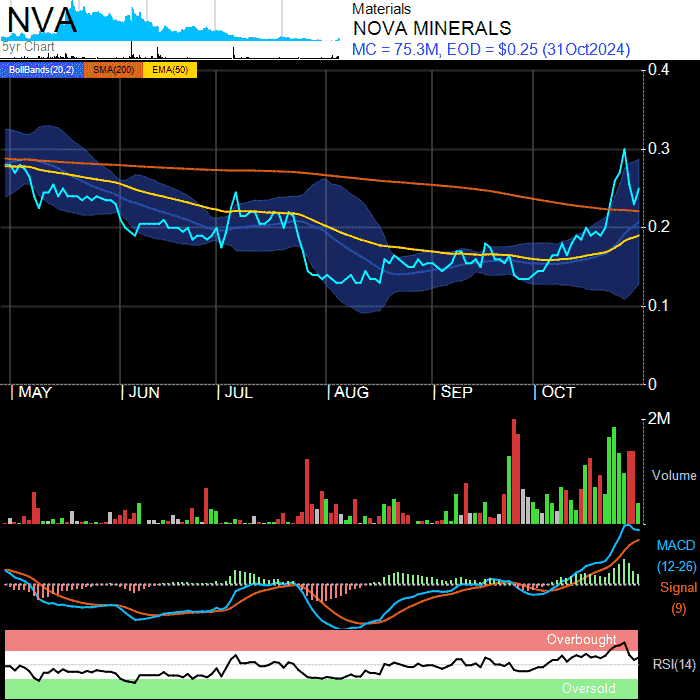 NVA
5yr Chart
Materials
NOVA MINERALS
MC = 75.3M, EOD = $0.25 (31Oct2024)
BollBands(20,2) SMA(200) EMA(50)
0.4
0.3
0.2
0.1
0
MAY JUN JUL AUG SEP OCT
2M
Volume
MACD
(12-26)
Signal
(9)
Overbought
RSI(14)
Oversold